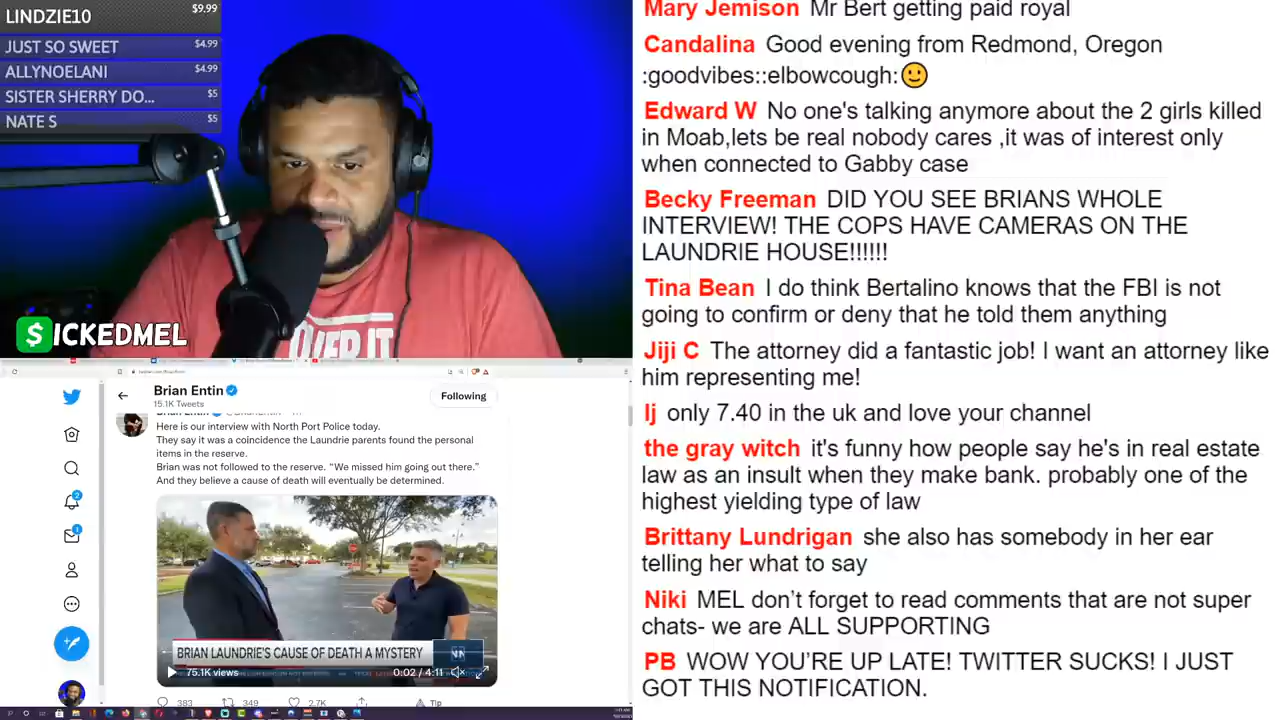 LINDZIE10 $9.99
JUST SO SWEET $4.99
ALLYNOELANI $4.99
SISTER SHERRY DO... $5
NATE S $5
OVER IT
$ICKEDMEL
Brian Entin
15.1K Tweets
Following
Here is our interview with North Port Police today.
They say it was a coincidence the Laundrie parents found the personal
items in the reserve.
Brian was not followed to the reserve. “We missed him going out there.”
And they believe a cause of death will eventually be determined.
BRIAN LAUNDRIE'S CAUSE OF DEATH A MYSTERY
75.1K views
0:02 / 4:11
383 349 2.7K Tip
Mary Jemison Mr Bert getting paid royal
Candalina Good evening from Redmond, Oregon
:goodvibes::elbowcough:🙂
Edward W No one's talking anymore about the 2 girls killed
in Moab,lets be real nobody cares ,it was of interest only
when connected to Gabby case
Becky Freeman DID YOU SEE BRIANS WHOLE
INTERVIEW! THE COPS HAVE CAMERAS ON THE
LAUNDRIE HOUSE!!!!!!
Tina Bean I do think Bertalino knows that the FBI is not
going to confirm or deny that he told them anything
Jiji C The attorney did a fantastic job! I want an attorney like
him representing me!
lj only 7.40 in the uk and love your channel
the gray witch it's funny how people say he's in real estate
law as an insult when they make bank. probably one of the
highest yielding type of law
Brittany Lundrigan she also has somebody in her ear
telling her what to say
Niki MEL don’t forget to read comments that are not super
chats- we are ALL SUPPORTING
PB WOW YOU’RE UP LATE! TWITTER SUCKS! I JUST
GOT THIS NOTIFICATION.